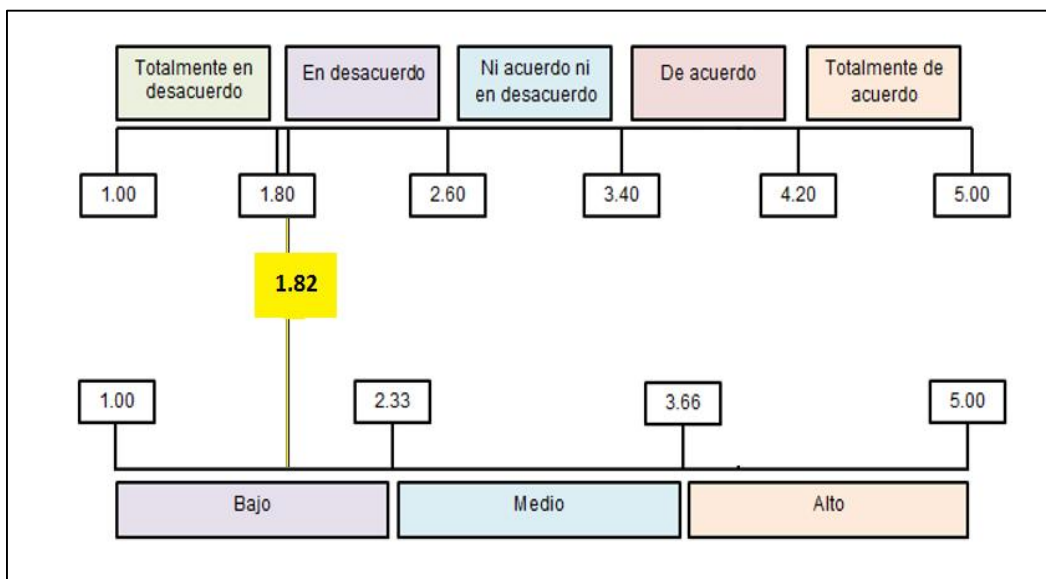 Totalmente en
desacuerdo
En desacuerdo
Ni acuerdo ni
en desacuerdo
De acuerdo
Totalmente de
acuerdo
1.00
1.80
2.60
3.40
4.20
5.00
1.82
1.00
2.33
3.66
5.00
Bajo
Medio
Alto